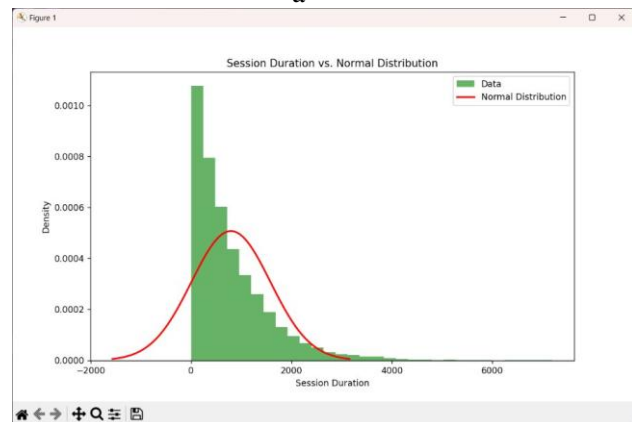 a
Figure 1
Session Duration vs. Normal Distribution
Data
Normal Distribution
0.0010
0.0008
0.0006
0.0004
0.0002
0.0000
Density
−2000 0 2000 4000 6000
Session Duration